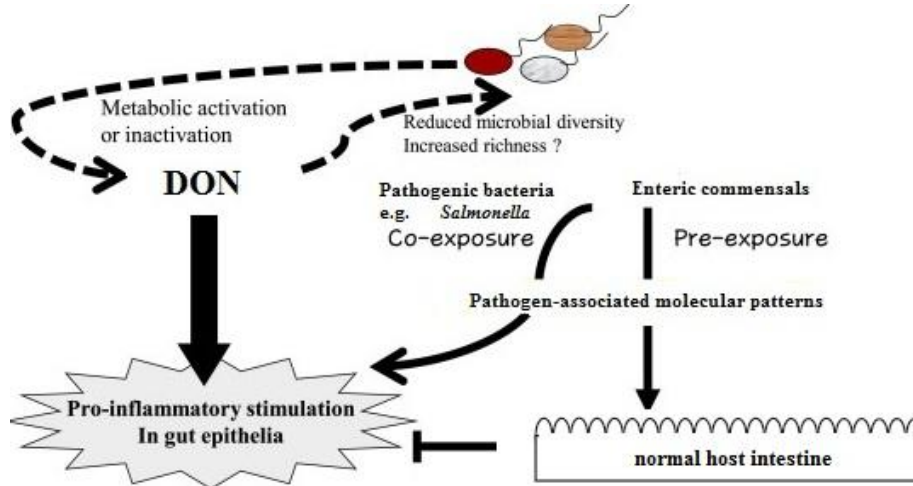 Metabolic activation
or inactivation
Reduced microbial diversity
Increased richness ?
DON
Pathogenic bacteria
e.g. Salmonella
Co-exposure
Enteric commensals
Pre-exposure
Pathogen-associated molecular patterns
Pro-inflammatory stimulation
In gut epithelia
normal host intestine